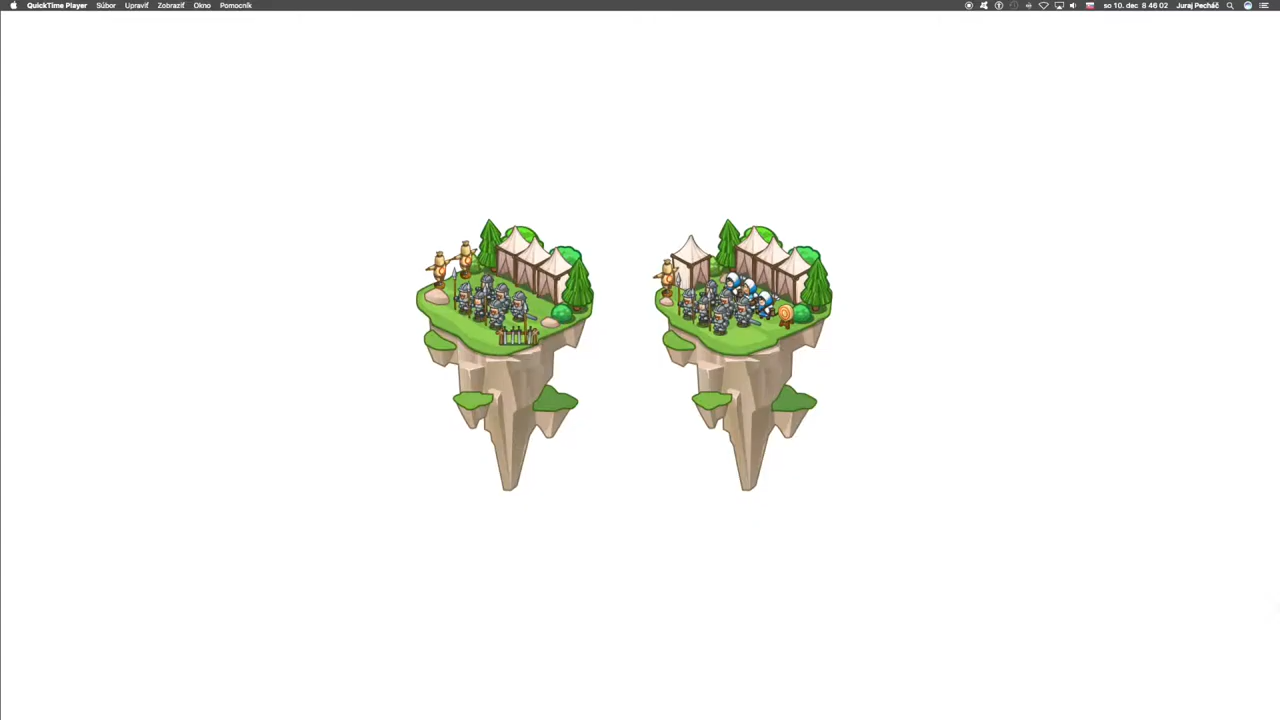 QuickTime Player Súbor Upraviť Zobraziť Okno Pomocník so 10. dec 8 46 02 Juraj Pecháč